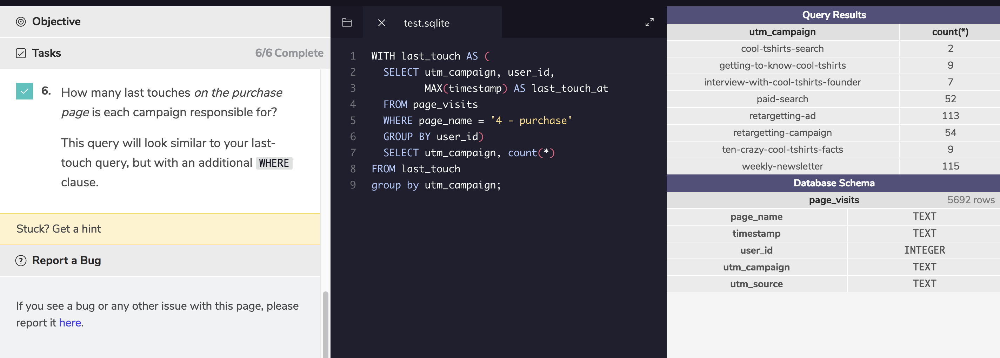 Objective
Tasks 6/6 Complete
6. How many last touches on the purchase
page is each campaign responsible for?
This query will look similar to your last-
touch query, but with an additional WHERE
clause.
Stuck? Get a hint
Report a Bug
If you see a bug or any other issue with this page, please
report it here.
test.sqlite
1 WITH last_touch AS (
2 SELECT utm_campaign, user_id,
3 MAX(timestamp) AS last_touch_at
4 FROM page_visits
5 WHERE page_name = '4 - purchase'
6 GROUP BY user_id)
7 SELECT utm_campaign, count(*)
8 FROM last_touch
9 group by utm_campaign;
Query Results
utm_campaign count(*)
cool-tshirts-search 2
getting-to-know-cool-tshirts 9
interview-with-cool-tshirts-founder 7
paid-search 52
retargetting-ad 113
retargetting-campaign 54
ten-crazy-cool-tshirts-facts 9
weekly-newsletter 115
Database Schema
page_visits 5692 rows
page_name TEXT
timestamp TEXT
user_id INTEGER
utm_campaign TEXT
utm_source TEXT